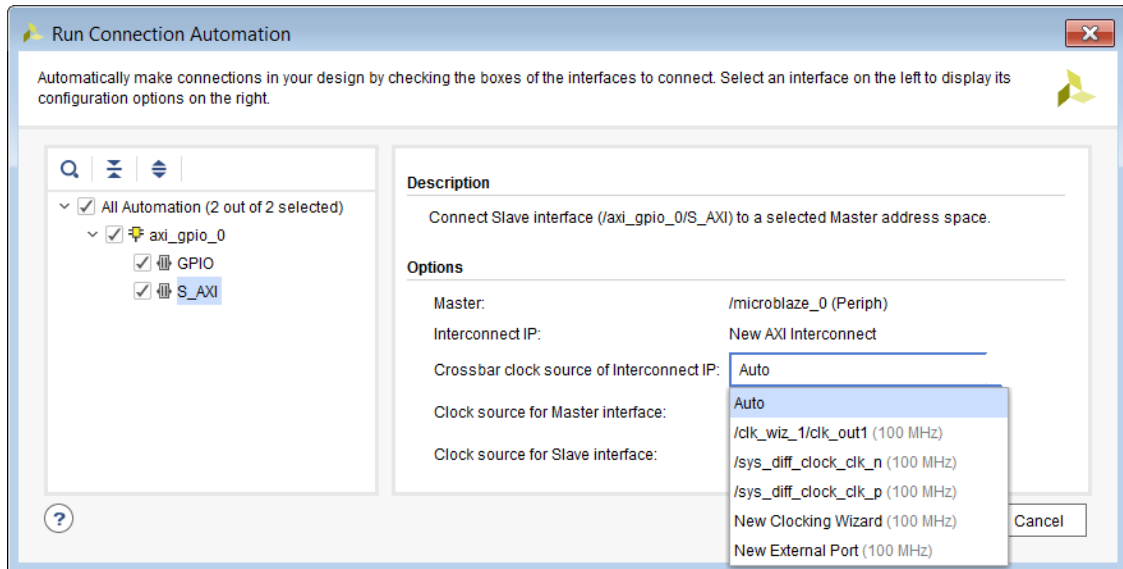 Run Connection Automation
Automatically make connections in your design by checking the boxes of the interfaces to connect. Select an interface on the left to display its
configuration options on the right.
All Automation (2 out of 2 selected)
axi_gpio_0
GPIO
S_AXI
Description
Connect Slave interface (/axi_gpio_0/S_AXI) to a selected Master address space.
Options
Master: /microblaze_0 (Periph)
Interconnect IP: New AXI Interconnect
Crossbar clock source of Interconnect IP: Auto
Clock source for Master interface:
Clock source for Slave interface:
Auto
/clk_wiz_1/clk_out1 (100 MHz)
/sys_diff_clock_clk_n (100 MHz)
/sys_diff_clock_clk_p (100 MHz)
New Clocking Wizard (100 MHz)
New External Port (100 MHz)
?
Cancel